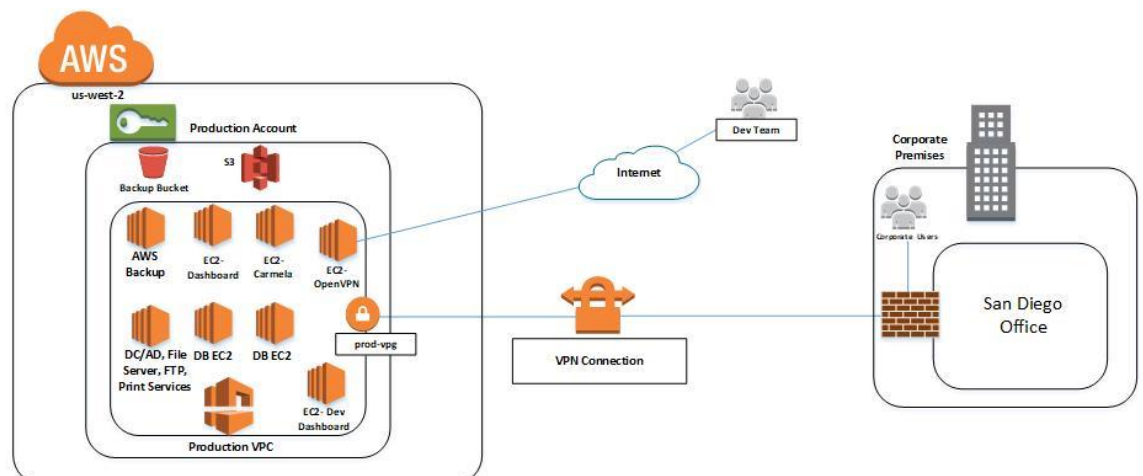 AWS
us-west-2
Production Account
Backup Bucket
S3
AWS
Backup
EC2-
Dashboard
EC2-
Carmela
EC2-
OpenVPN
DC/AD, File
Server, FTP,
Print Services
DB EC2
DB EC2
prod-vpg
EC2- Dev
Dashboard
Production VPC
Internet
Dev Team
VPN Connection
Corporate
Premises
Corporate Users
San Diego
Office